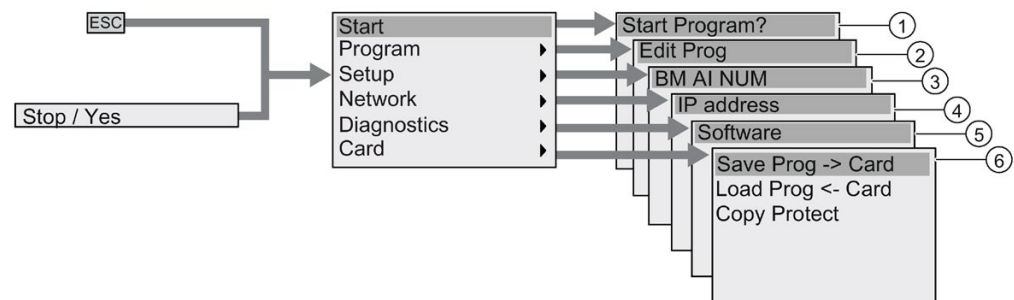 ESC
Stop / Yes
Start
Program
Setup
Network
Diagnostics
Card
Start Program?
1
Edit Prog
2
BM AI NUM
3
IP address
4
Software
5
Save Prog -> Card
6
Load Prog <- Card
Copy Protect